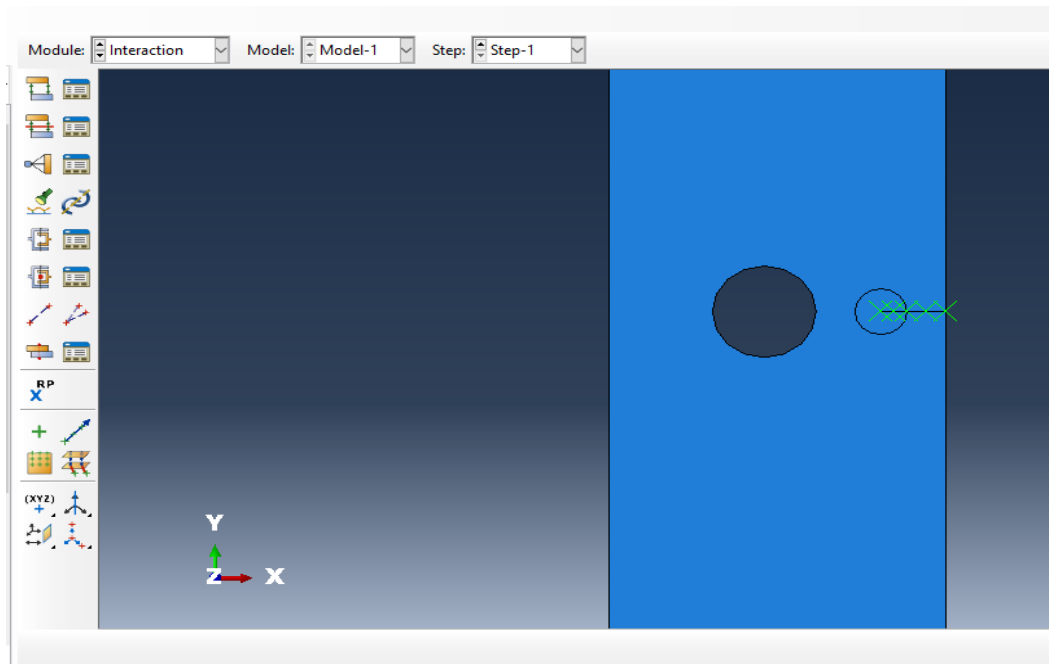 Module: Interaction Model: Model-1 Step: Step-1
RP
(XYZ)
Y
Z X